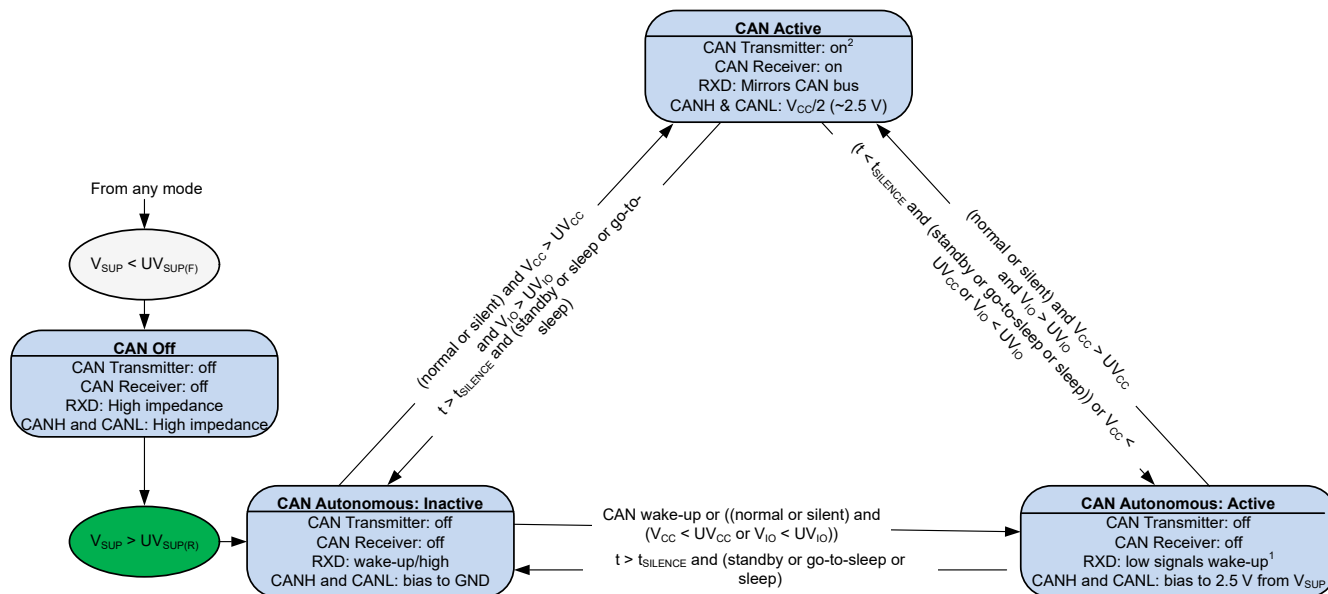 CAN Active
CAN Transmitter: on²
CAN Receiver: on
RXD: Mirrors CAN bus
CANH & CANL: VCC/2 (~2.5 V)
From any mode
VSUP < UVSUP(F)
CAN Off
CAN Transmitter: off
CAN Receiver: off
RXD: High impedance
CANH and CANL: High impedance
VSUP > UVSUP(R)
(normal or silent) and VCC > UVCC
and VIO > UVIO
t > tSILENCE and (standby or sleep or go-to-
sleep)
(t < tSILENCE and (standby or go-to-sleep or sleep)) or VCC <
UVCC or VIO < UVIO
(normal or silent) and VCC > UVCC
and VIO > UVIO
CAN Autonomous: Inactive
CAN Transmitter: off
CAN Receiver: off
RXD: wake-up/high
CANH and CANL: bias to GND
CAN wake-up or ((normal or silent) and
(VCC < UVCC or VIO < UVIO))
t > tSILENCE and (standby or go-to-sleep or
sleep)
CAN Autonomous: Active
CAN Transmitter: off
CAN Receiver: off
RXD: low signals wake-up¹
CANH and CANL: bias to 2.5 V from VSUP